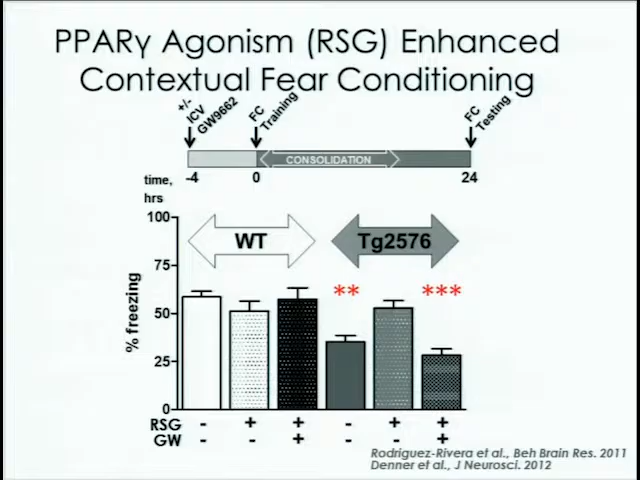 PPARγ Agonism (RSG) Enhanced
Contextual Fear Conditioning
+/-
ICV
GW9662
FC
Training
FC
Testing
CONSOLIDATION
time,
hrs
-4
0
24
100
75
50
25
0
% freezing
WT
Tg2576
**
***
RSG - + + - + +
GW - - + - - +
Rodriguez-Rivera et al., Beh Brain Res. 2011
Denner et al., J Neurosci. 2012